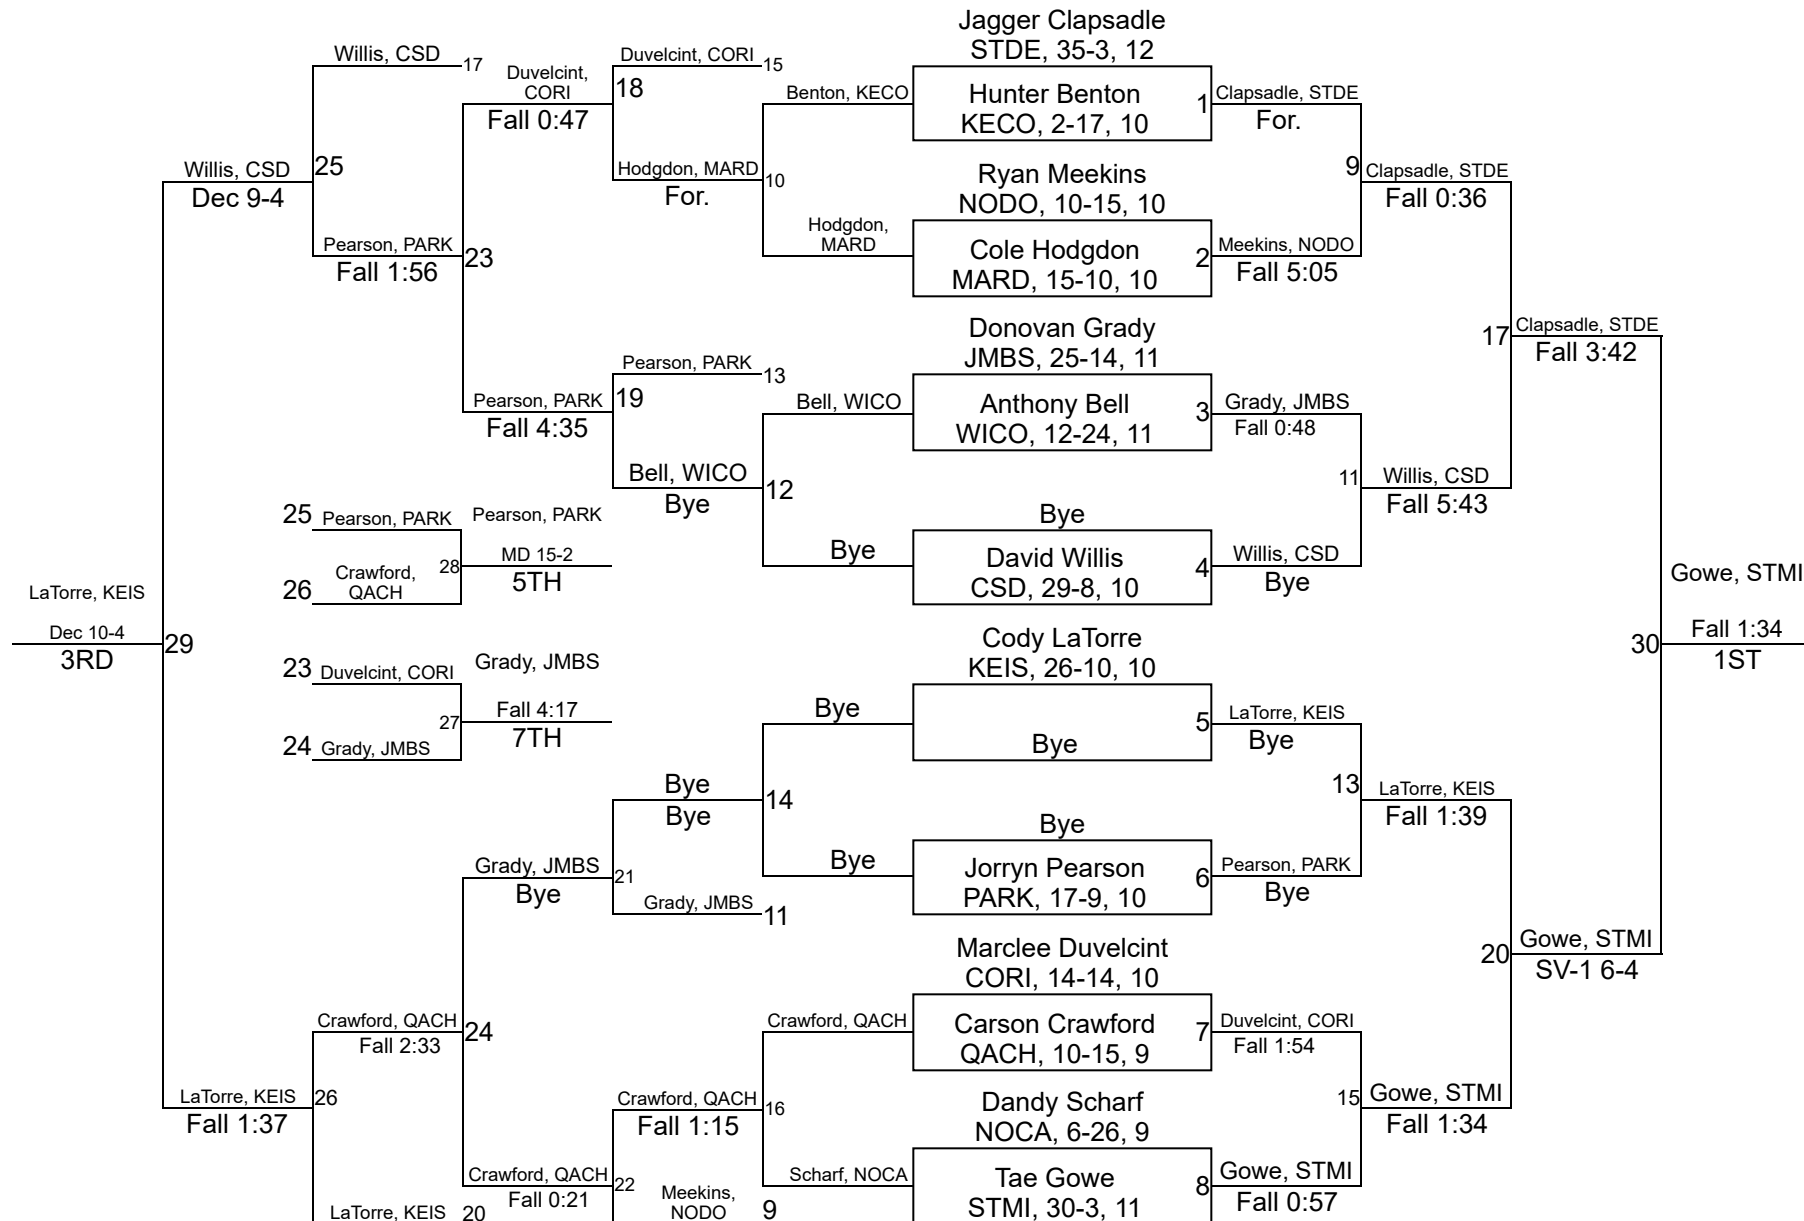 Jagger Clapsadle
STDE, 35-3, 12
Hunter Benton
KECO, 2-17, 10
1
Ryan Meekins
NODO, 10-15, 10
Cole Hodgdon
MARD, 15-10, 10
2
Donovan Grady
JMBS, 25-14, 11
Anthony Bell
WICO, 12-24, 11
3
Bye
David Willis
CSD, 29-8, 10
4
Cody LaTorre
KEIS, 26-10, 10
Bye
5
Bye
Jorryn Pearson
PARK, 17-9, 10
6
Marclee Duvelcint
CORI, 14-14, 10
Carson Crawford
QACH, 10-15, 9
7
Dandy Scharf
NOCA, 6-26, 9
Tae Gowe
STMI, 30-3, 11
8
Clapsadle, STDE
For.
9
Meekins, NODO
Fall 5:05
Grady, JMBS
Fall 0:48
11
Willis, CSD
Bye
LaTorre, KEIS
Bye
13
Pearson, PARK
Bye
Duvelcint, CORI
Fall 1:54
15
Gowe, STMI
Fall 0:57
Clapsadle, STDE
Fall 0:36
17
Willis, CSD
Fall 5:43
LaTorre, KEIS
Fall 1:39
20
Gowe, STMI
Fall 1:34
Clapsadle, STDE
Fall 3:42
30
Gowe, STMI
SV-1 6-4
Gowe, STMI
Fall 1:34
1ST
Benton, KECO
10
Hodgdon,
MARD
Bell, WICO
12
Bye
Bye
14
Bye
Crawford, QACH
16
Scharf, NOCA
Duvelcint, CORI
15
18
Hodgdon, MARD
For.
Pearson, PARK
13
19
Bell, WICO
Bye
Bye
Bye
21
Grady, JMBS
11
Crawford, QACH
Fall 1:15
22
Meekins,
NODO
9
Duvelcint,
CORI
Fall 0:47
23
Pearson, PARK
Fall 4:35
Grady, JMBS
Bye
24
Crawford, QACH
Fall 0:21
Willis, CSD
17
25
Pearson, PARK
Fall 1:56
Crawford, QACH
Fall 2:33
26
LaTorre, KEIS
20
Willis, CSD
Dec 9-4
29
LaTorre, KEIS
Fall 1:37
LaTorre, KEIS
Dec 10-4
3RD
25
Pearson, PARK
Pearson, PARK
28
MD 15-2
5TH
26
Crawford,
QACH
23
Duvelcint, CORI
Grady, JMBS
27
Fall 4:17
7TH
24
Grady, JMBS